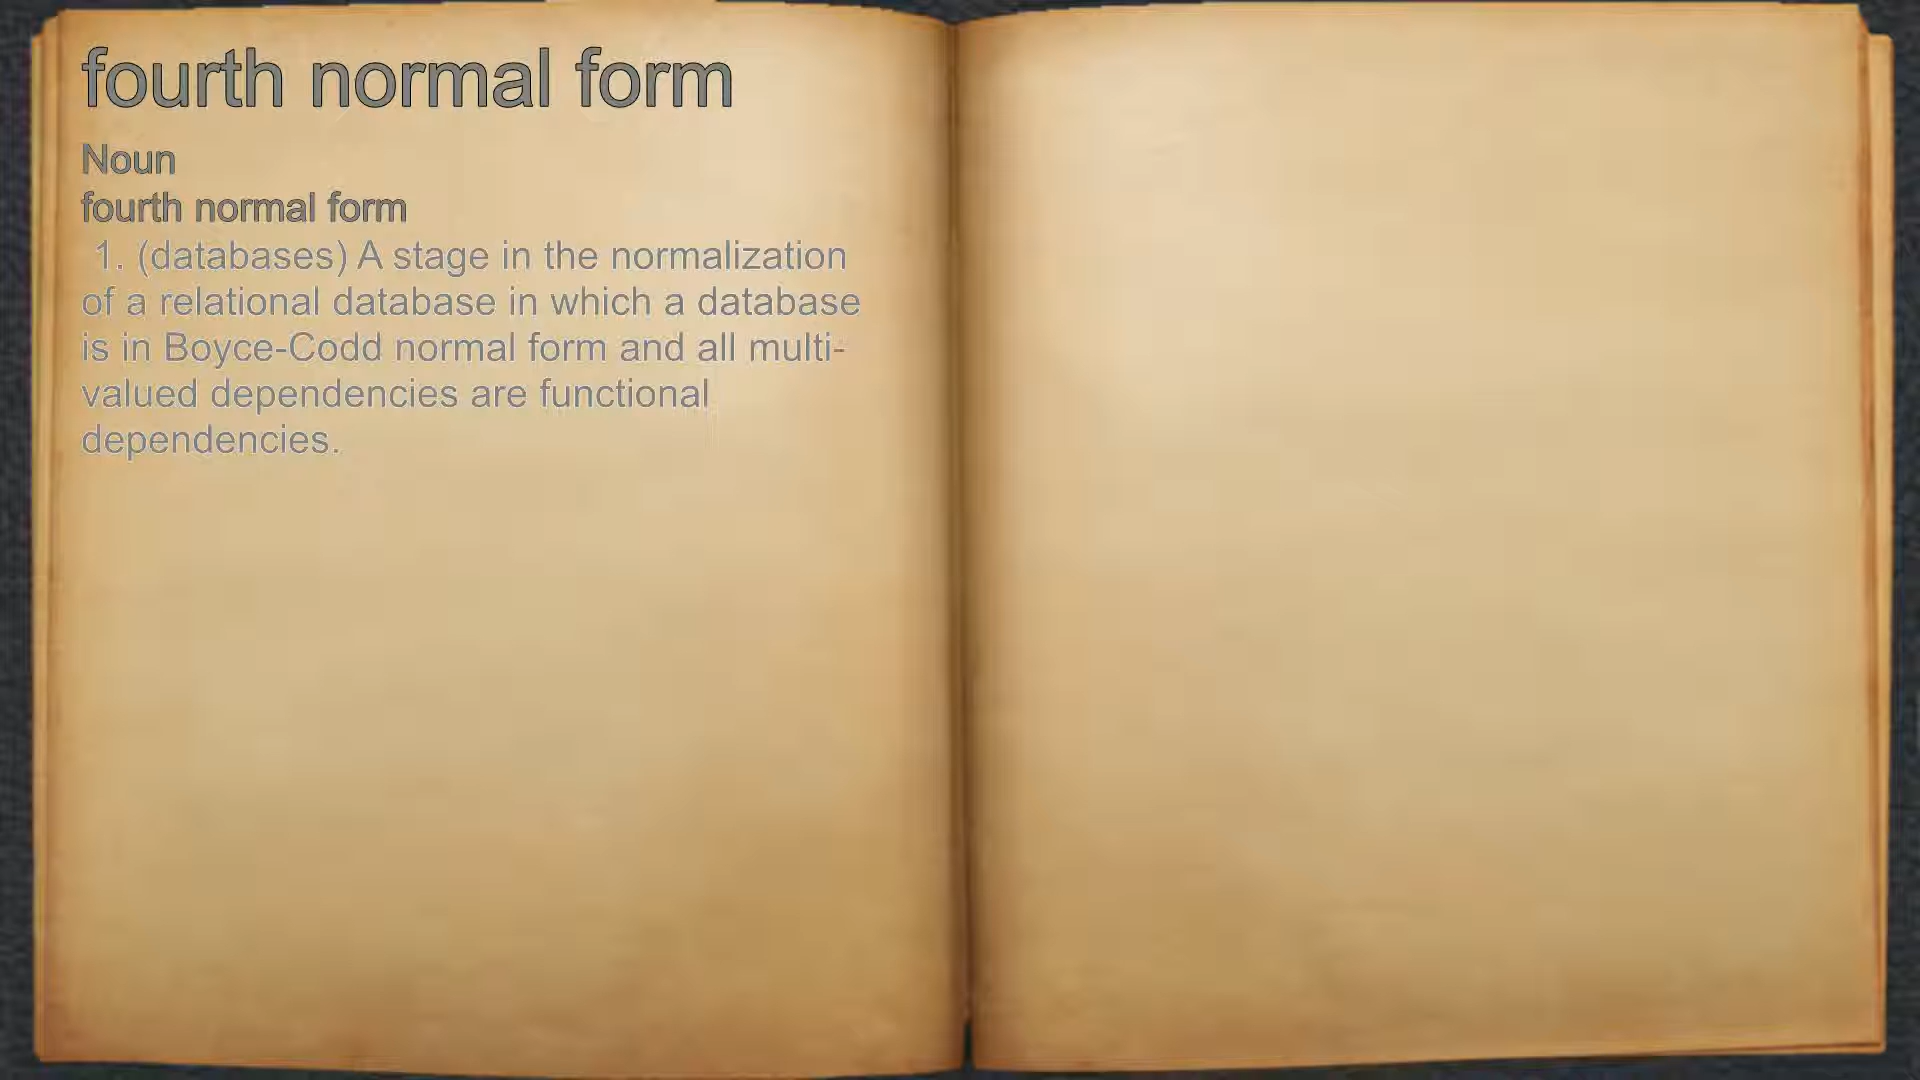 fourth normal form
Noun
fourth normal form
1. (databases) A stage in the normalization
of a relational database in which a database
is in Boyce-Codd normal form and all multi-
valued dependencies are functional
dependencies.